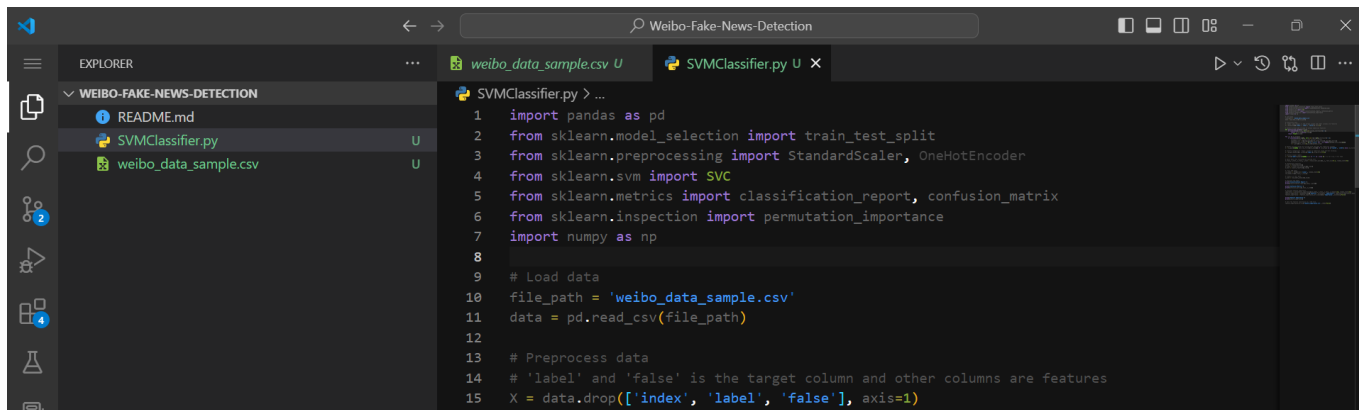 Weibo-Fake-News-Detection
EXPLORER
WEIBO-FAKE-NEWS-DETECTION
README.md
SVMClassifier.py U
weibo_data_sample.csv U
2
4
weibo_data_sample.csv U
SVMClassifier.py U
SVMClassifier.py > ...
1 import pandas as pd
2 from sklearn.model_selection import train_test_split
3 from sklearn.preprocessing import StandardScaler, OneHotEncoder
4 from sklearn.svm import SVC
5 from sklearn.metrics import classification_report, confusion_matrix
6 from sklearn.inspection import permutation_importance
7 import numpy as np
8
9 # Load data
10 file_path = 'weibo_data_sample.csv'
11 data = pd.read_csv(file_path)
12
13 # Preprocess data
14 # 'label' and 'false' is the target column and other columns are features
15 X = data.drop(['index', 'label', 'false'], axis=1)